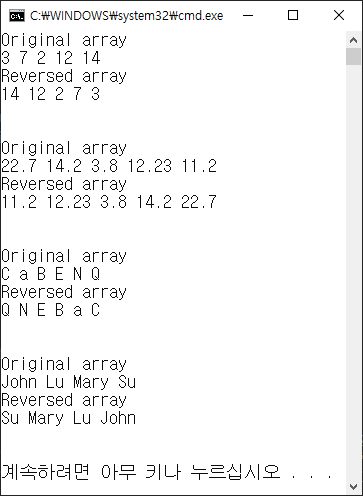 C:₩WINDOWS₩system32₩cmd.exe
Original array
3 7 2 12 14
Reversed array
14 12 2 7 3
Original array
22.7 14.2 3.8 12.23 11.2
Reversed array
11.2 12.23 3.8 14.2 22.7
Original array
C a B E N Q
Reversed array
Q N E B a C
Original array
John Lu Mary Su
Reversed array
Su Mary Lu John
계속하려면 아무 키나 누르십시오 . . .